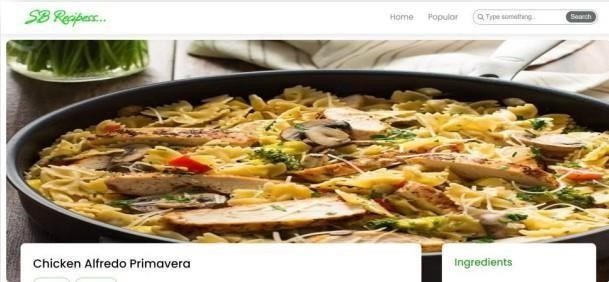 SB Recipess...
Home Popular Type something.. Search
Chicken Alfredo Primavera
Ingredients